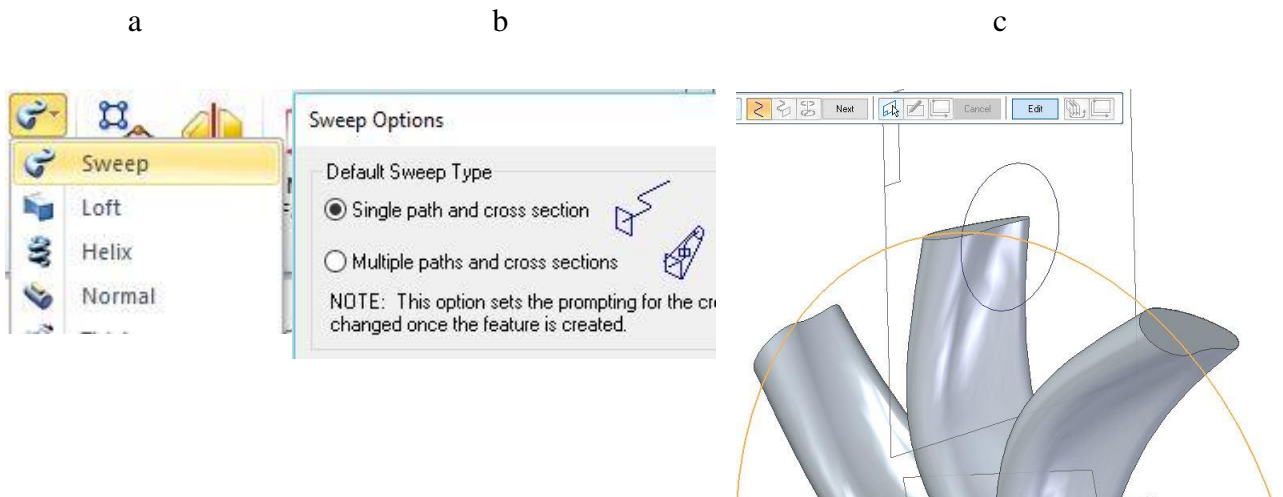 a
b
c
Sweep
Loft
Helix
Normal
Sweep Options
Default Sweep Type
Single path and cross section
Multiple paths and cross sections
NOTE: This option sets the prompting for the
changed once the feature is created.
Next
Cancel
Edit